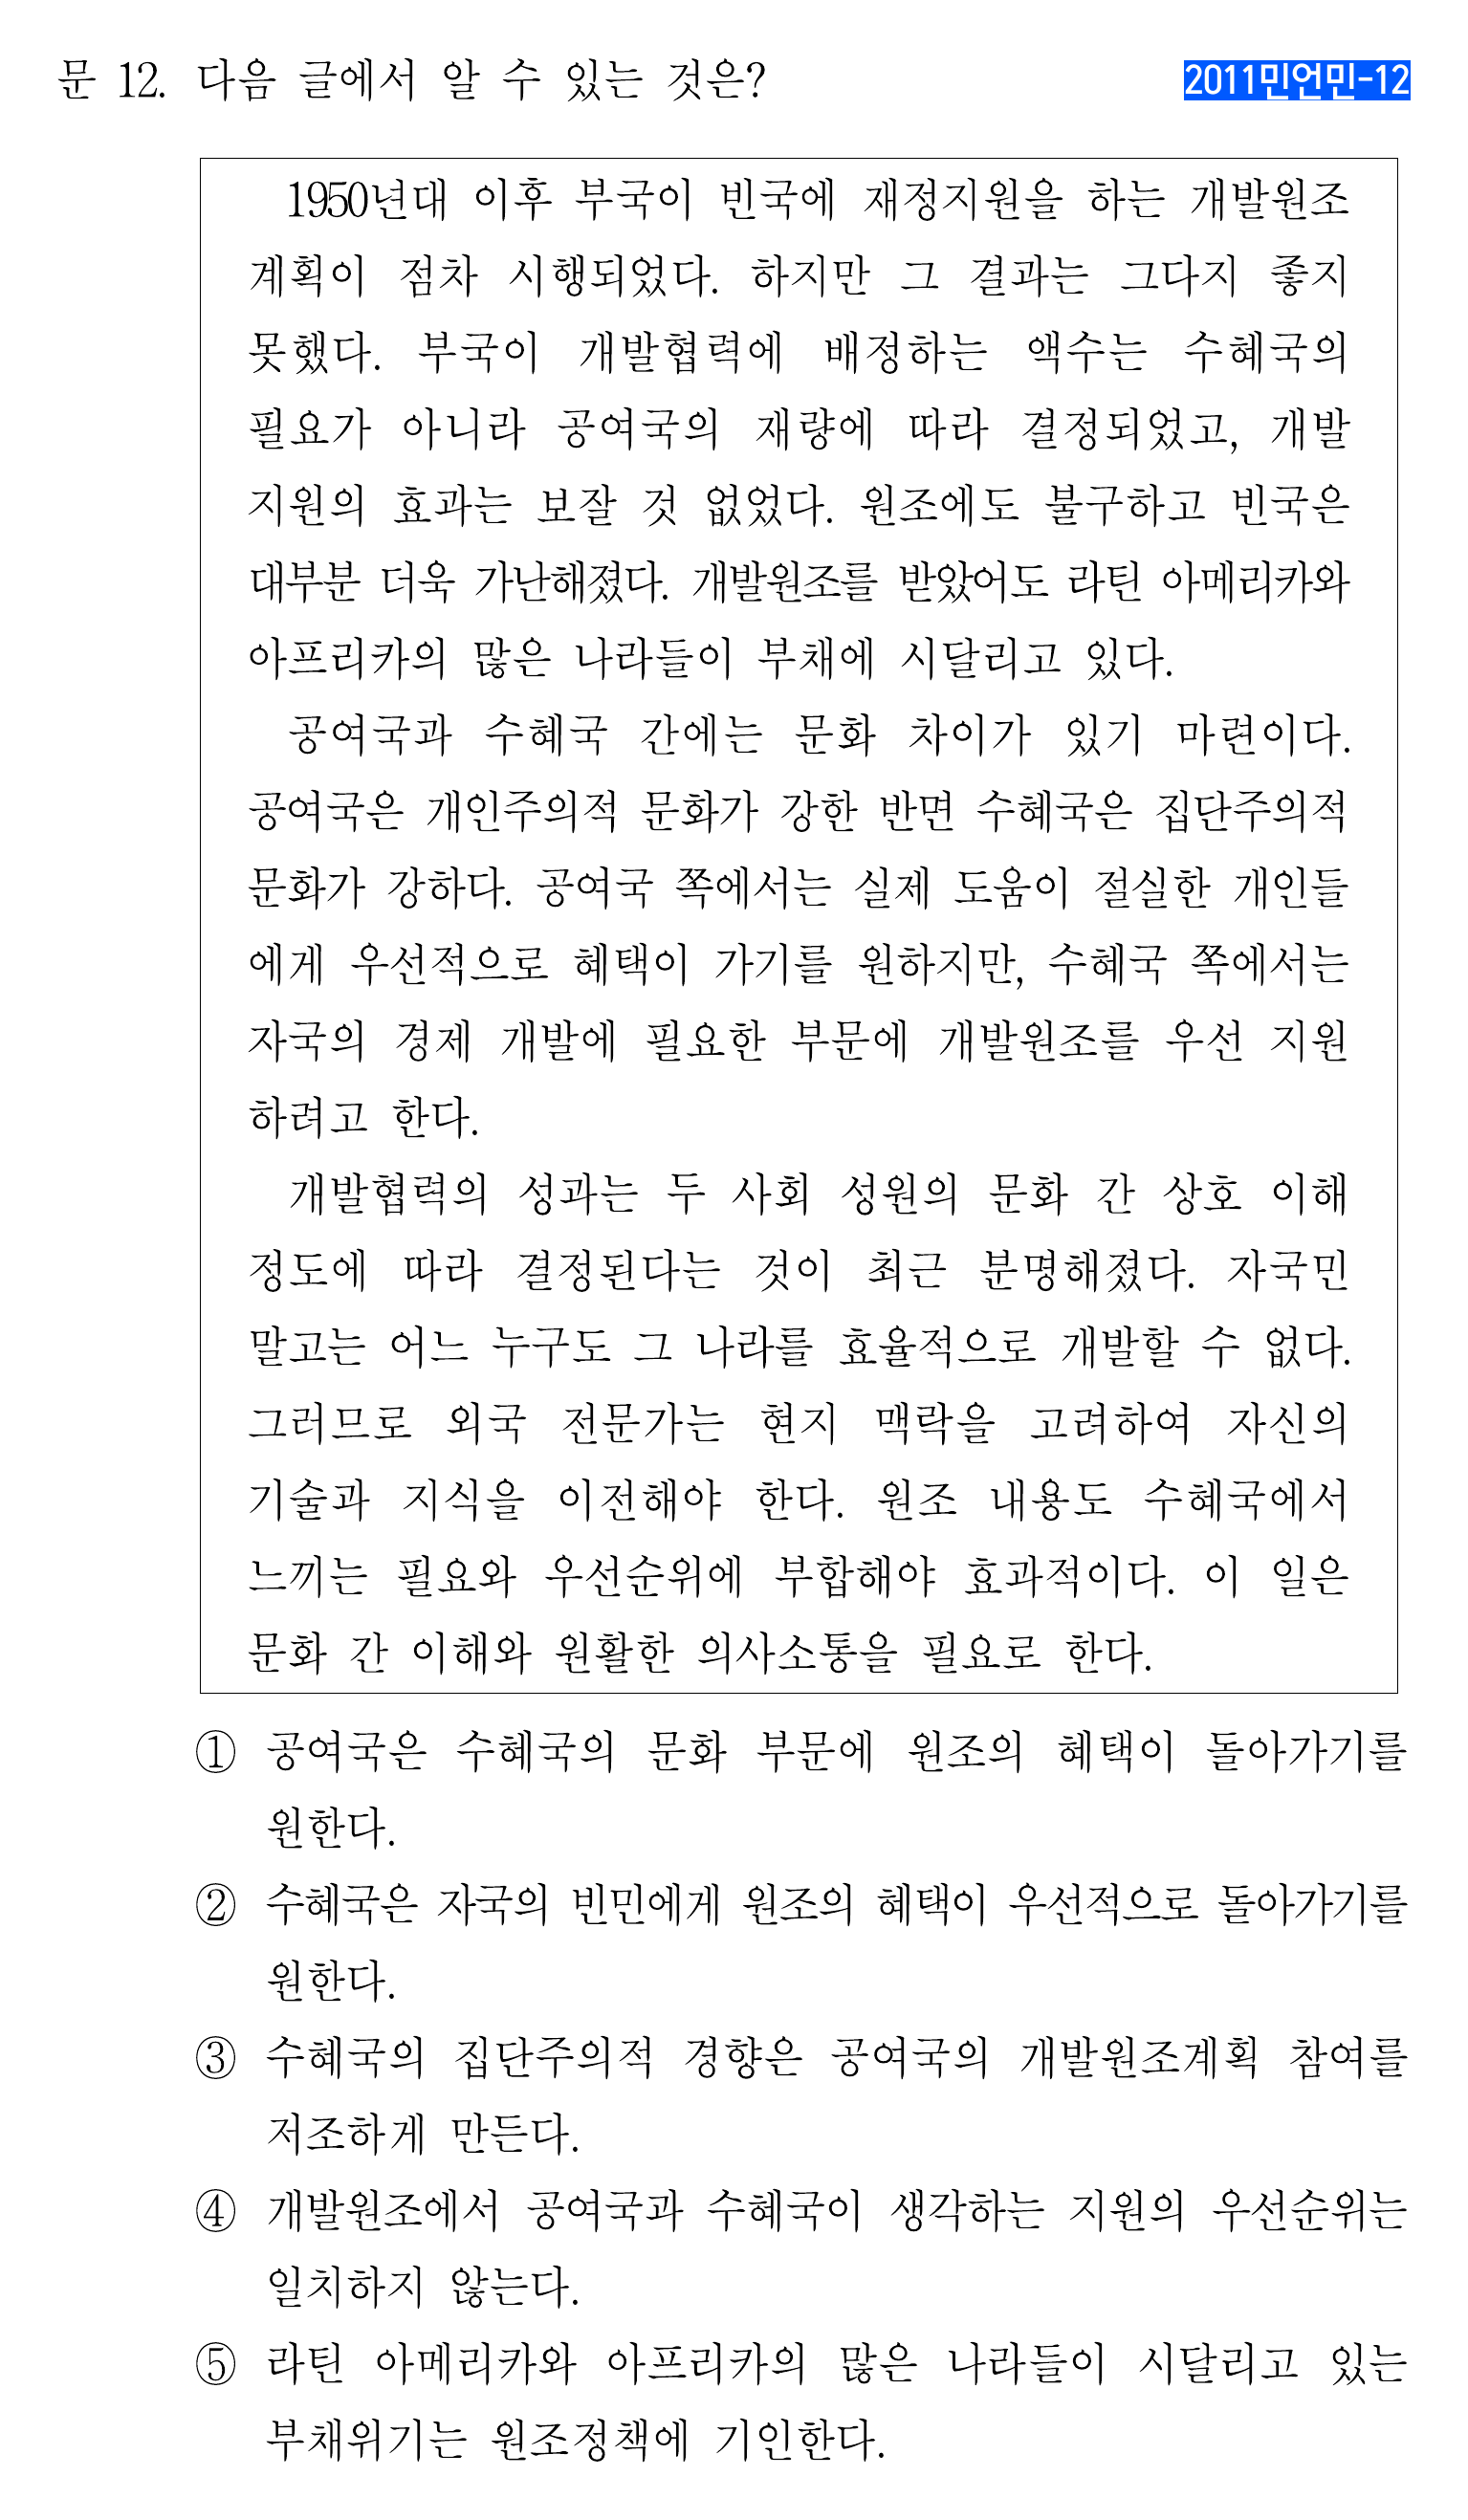 문 12. 다음 글에서 알 수 있는 것은?
2011민연민-12
1950년대 이후 부국이 빈국에 재정지원을 하는 개발원조
계획이 점차 시행되었다. 하지만 그 결과는 그다지 좋지
못했다. 부국이 개발협력에 배정하는 액수는 수혜국의
필요가 아니라 공여국의 재량에 따라 결정되었고, 개발
지원의 효과는 보잘 것 없었다. 원조에도 불구하고 빈국은
대부분 더욱 가난해졌다. 개발원조를 받았어도 라틴 아메리카와
아프리카의 많은 나라들이 부채에 시달리고 있다.
공여국과 수혜국 간에는 문화 차이가 있기 마련이다.
공여국은 개인주의적 문화가 강한 반면 수혜국은 집단주의적
문화가 강하다. 공여국 쪽에서는 실제 도움이 절실한 개인들
에게 우선적으로 혜택이 가기를 원하지만, 수혜국 쪽에서는
자국의 경제 개발에 필요한 부문에 개발원조를 우선 지원
하려고 한다.
개발협력의 성과는 두 사회 성원의 문화 간 상호 이해
정도에 따라 결정된다는 것이 최근 분명해졌다. 자국민
말고는 어느 누구도 그 나라를 효율적으로 개발할 수 없다.
그러므로 외국 전문가는 현지 맥락을 고려하여 자신의
기술과 지식을 이전해야 한다. 원조 내용도 수혜국에서
느끼는 필요와 우선순위에 부합해야 효과적이다. 이 일은
문화 간 이해와 원활한 의사소통을 필요로 한다.
① 공여국은 수혜국의 문화 부문에 원조의 혜택이 돌아가기를
원한다.
② 수혜국은 자국의 빈민에게 원조의 혜택이 우선적으로 돌아가기를
원한다.
③ 수혜국의 집단주의적 경향은 공여국의 개발원조계획 참여를
저조하게 만든다.
④ 개발원조에서 공여국과 수혜국이 생각하는 지원의 우선순위는
일치하지 않는다.
⑤ 라틴 아메리카와 아프리카의 많은 나라들이 시달리고 있는
부채위기는 원조정책에 기인한다.